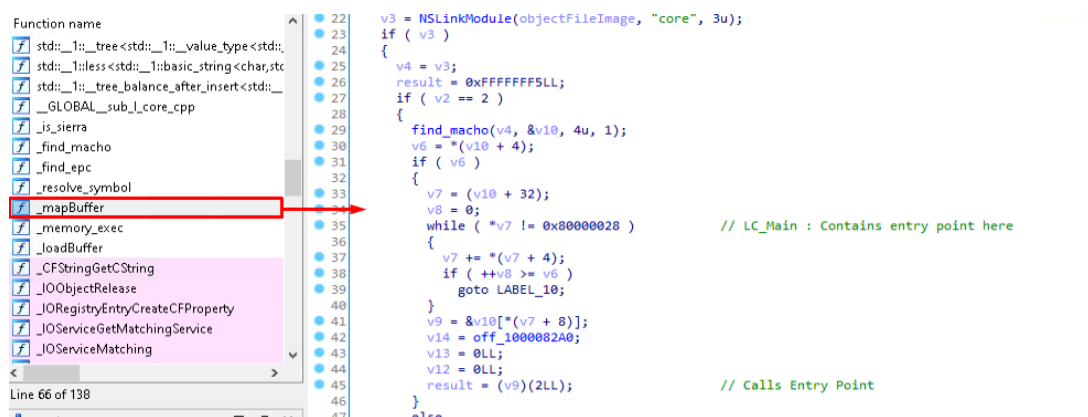 Function name
f std::__1::__tree<std::__1::__value_type<std::
f std::__1::less<std::__1::basic_string<char,stc
f std::__1::__tree_balance_after_insert<std::__
f __GLOBAL__sub_I_core_cpp
f _is_sierra
f _find_macho
f _find_epc
f _resolve_symbol
f _mapBuffer
f _memory_exec
f _loadBuffer
f _CFStringGetCString
f _IOObjectRelease
f _IORegistryEntryCreateCFProperty
f _IOServiceGetMatchingService
f _IOServiceMatching
Line 66 of 138
22 v3 = NSLinkModule(objectFileImage, "core", 3u);
23 if ( v3 )
24 {
25 v4 = v3;
26 result = 0xFFFFFFF5LL;
27 if ( v2 == 2 )
28 {
29 find_macho(v4, &v10, 4u, 1);
30 v6 = *(v10 + 4);
31 if ( v6 )
32 {
33 v7 = (v10 + 32);
34 v8 = 0;
35 while ( *v7 != 0x80000028 ) // LC_Main : Contains entry point here
36 {
37 v7 += *(v7 + 4);
38 if ( ++v8 >= v6 )
39 goto LABEL_10;
40 }
41 v9 = &v10[*(v7 + 8)];
42 v14 = off_1000082A0;
43 v13 = 0LL;
44 v12 = 0LL;
45 result = (v9)(2LL); // Calls Entry Point
46 }
47 else